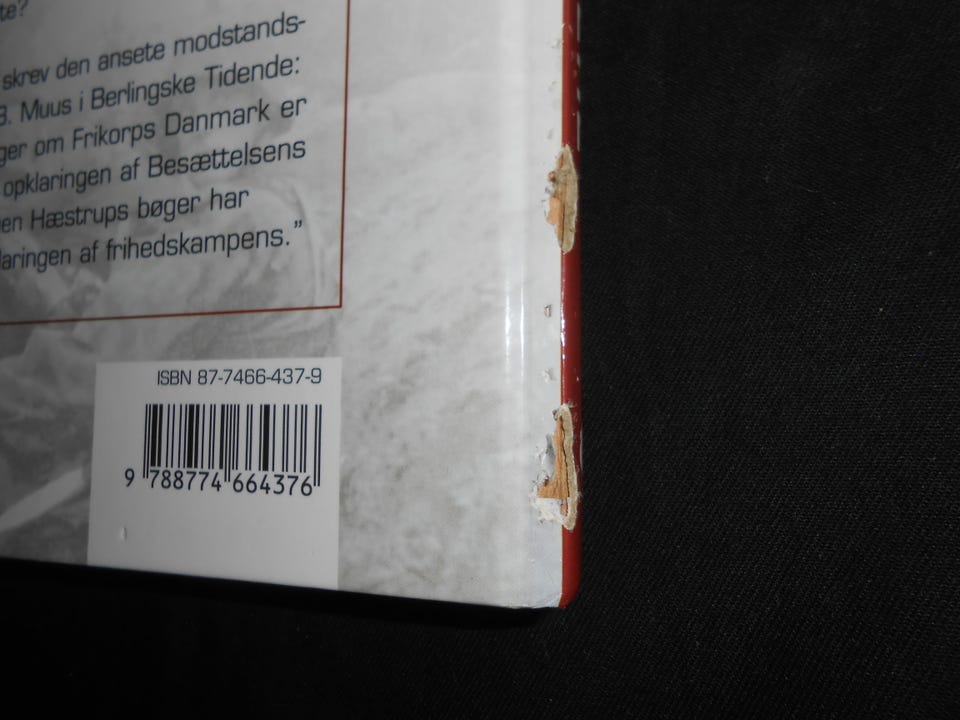 te?
skrev den ansete modstands-
B. Muus i Berlingske Tidende:
ger om Frikorps Danmark er
opklaringen af Besættelsens
en Hæstrups bøger har
laringen af frihedskampens.”
ISBN 87-7466-437-9
9 788774 664376